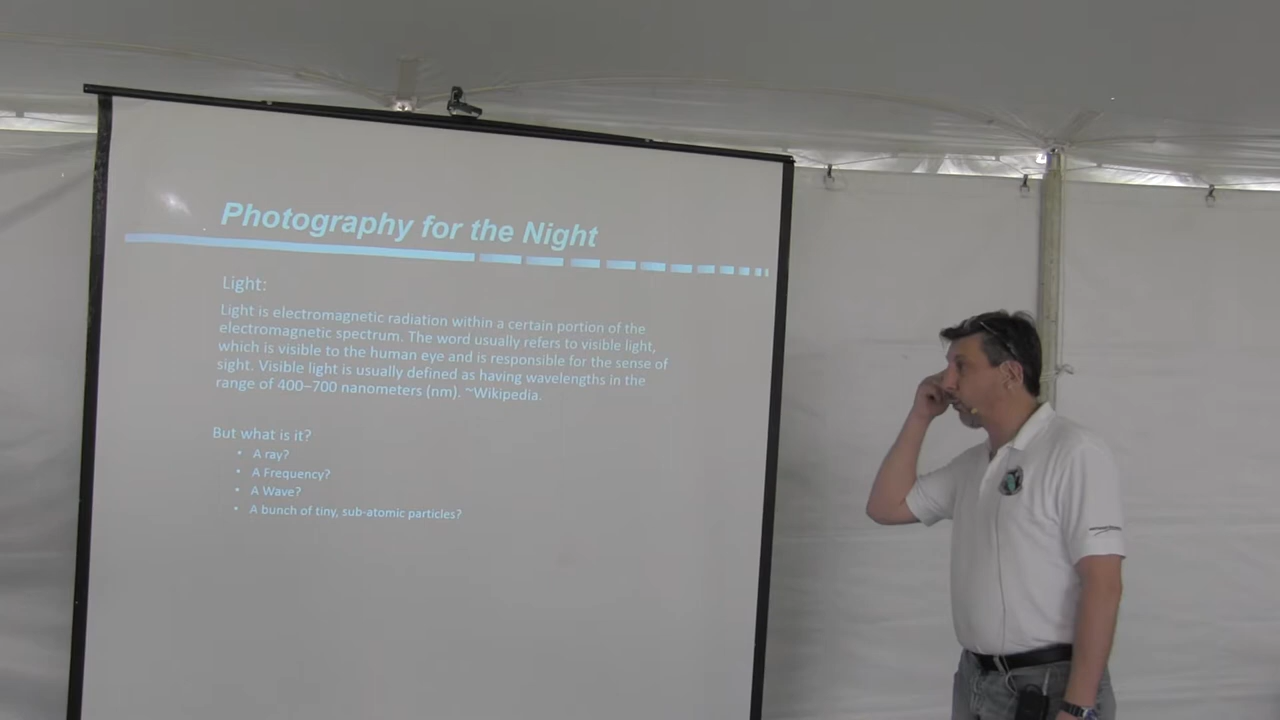 Photography for the Night
Light:
Light is electromagnetic radiation within a certain portion of the
electromagnetic spectrum. The word usually refers to visible light,
which is visible to the human eye and is responsible for the sense of
sight. Visible light is usually defined as having wavelengths in the
range of 400–700 nanometers (nm). ~Wikipedia.
But what is it?
• A ray?
• A Frequency?
• A Wave?
• A bunch of tiny, sub-atomic particles?